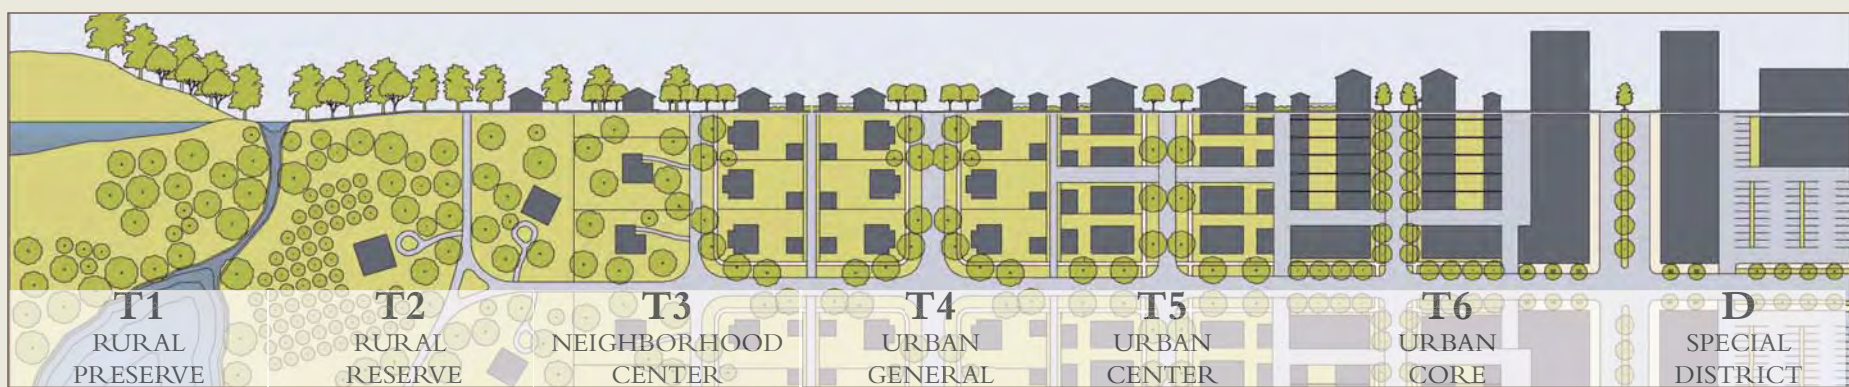 T1
RURAL
PRESERVE
T2
RURAL
RESERVE
T3
NEIGHBORHOOD
CENTER
T4
URBAN
GENERAL
T5
URBAN
CENTER
T6
URBAN
CORE
D
SPECIAL
DISTRICT